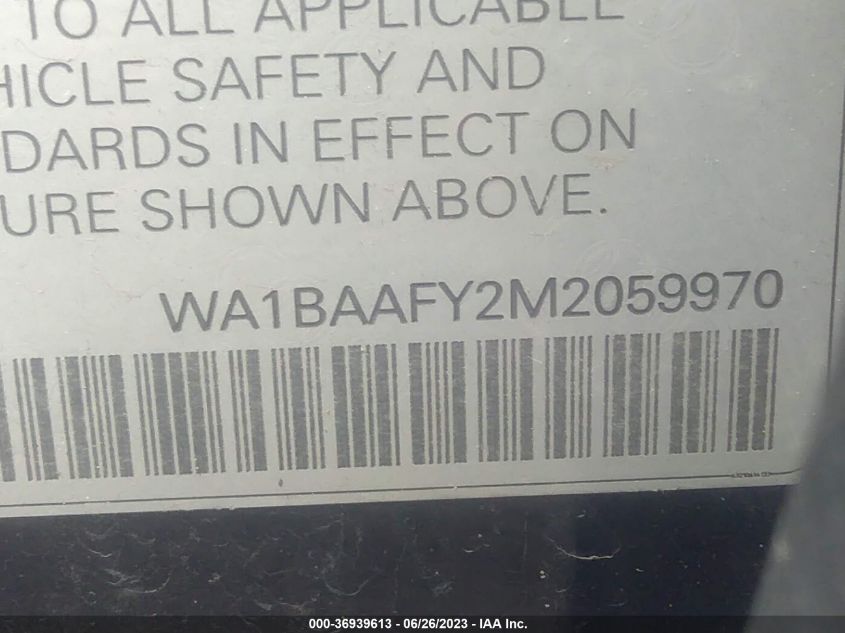 TO ALL APPLICABLE
HICLE SAFETY AND
DARDS IN EFFECT ON
URE SHOWN ABOVE.
WA1BAAFY2M2059970
000-36939613 - 06/26/2023 - IAA Inc.